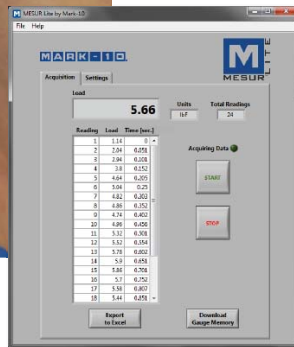 MESUR Lite by Mark-10
File Help
MARK-10
M
MESUR
Lite
Acquisition Settings
Load
5.66
Units
lbF
Total Readings
24
Reading Load Time [sec.]
1 1.14 0
2 2.04 0.051
3 2.94 0.101
4 3.8 0.152
5 4.64 0.205
6 5.04 0.25
7 4.82 0.303
8 4.86 0.352
9 4.74 0.402
10 4.96 0.456
11 5.32 0.501
12 5.52 0.554
13 5.78 0.602
14 5.9 0.651
15 5.86 0.701
16 5.7 0.752
17 5.56 0.807
18 5.44 0.851
Acquiring Data
START
STOP
Export
to Excel
Download
Gauge Memory